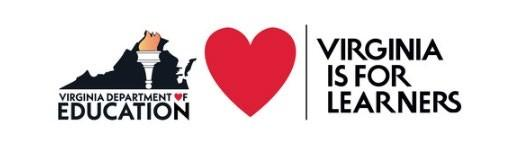 VIRGINIA DEPARTMENT OF
EDUCATION
VIRGINIA
IS FOR
LEARNERS